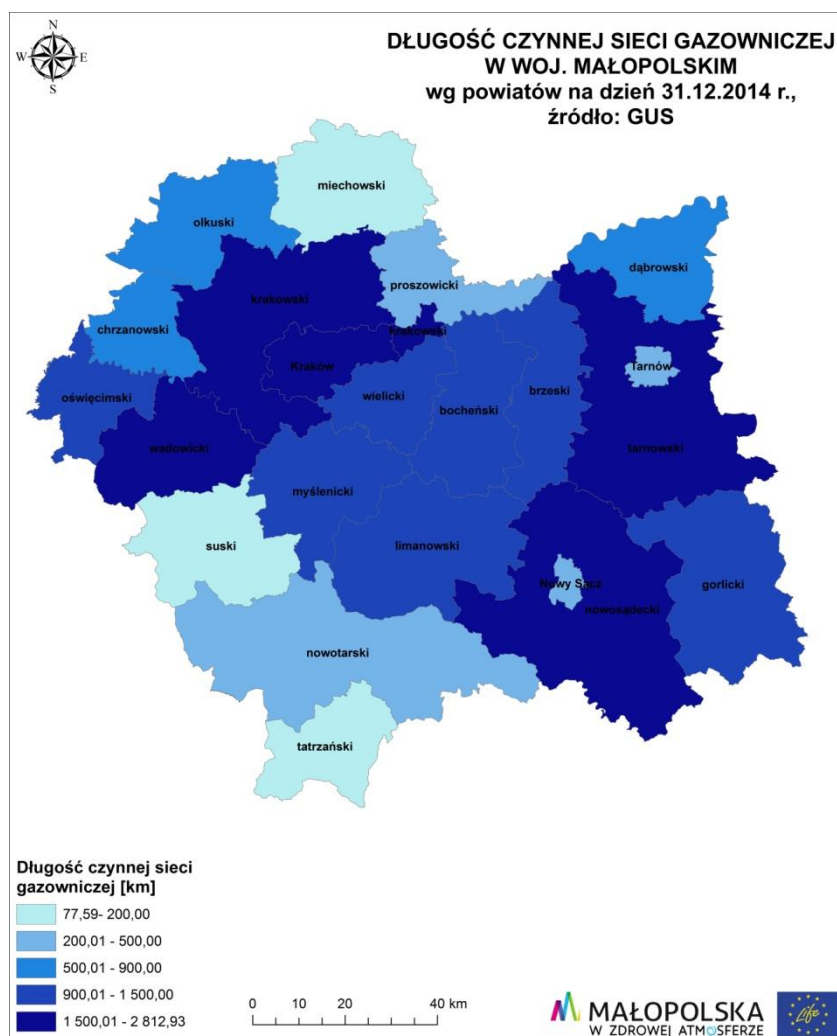 N
W E
S
DŁUGOŚĆ CZYNNEJ SIECI GAZOWNICZEJ
W WOJ. MAŁOPOLSKIM
wg powiatów na dzień 31.12.2014 r.,
źródło: GUS
miechowski
olkuski
proszowicki
dąbrowski
krakowski
chrzanowski
krakowski
Kraków
Tarnów
oświęcimski
wielicki
bocheński
brzeski
wadowicki
tarnowski
myślenicki
suski
limanowski
Nowy Sącz
gorlicki
nowosądecki
nowotarski
tatrzański
Długość czynnej sieci
gazowniczej [km]
77,59- 200,00
200,01 - 500,00
500,01 - 900,00
900,01 - 1 500,00
1 500,01 - 2 812,93
0 10 20 40 km
MAŁOPOLSKA
W ZDROWEJ ATMOSFERZE
Life